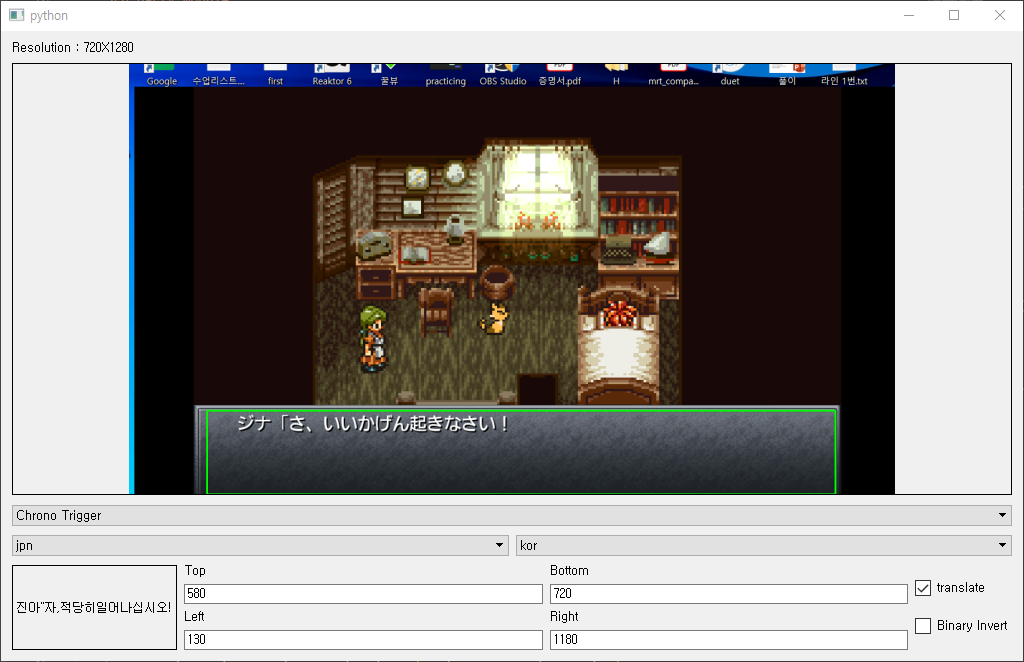 python
Resolution : 720X1280
Google 수업리스트... first Reaktor 6 꿀뷰 practicing OBS Studio 증명서.pdf H mrt_compa... duet 풀이 라인 1번.txt
ジナ「さ、いいかげん起きなさい！
Chrono Trigger
jpn kor
Top Bottom
580 720
translate
진아"자,적당히일어나십시오!
Left Right
130 1180
Binary Invert